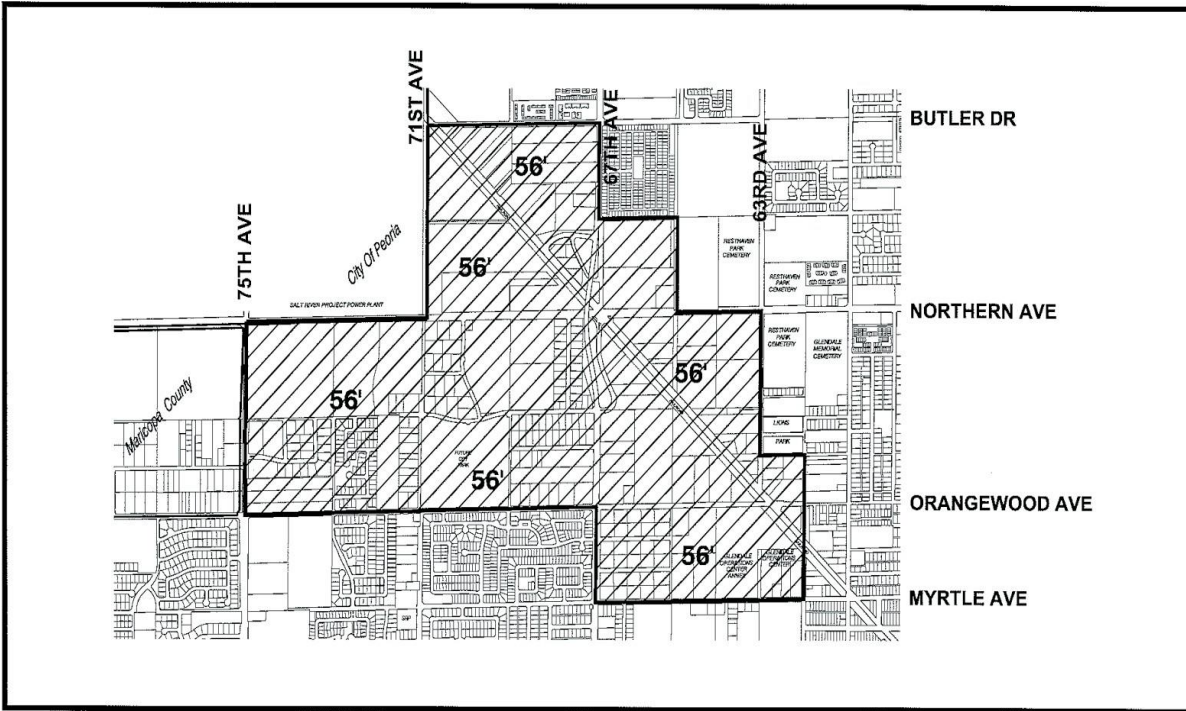 71ST AVE
BUTLER DR
67TH AVE
63RD AVE
56'
75TH AVE
City Of Peoria
56'
RESTHAVEN
PARK
CEMETERY
RESTHAVEN
PARK
CEMETERY
SALT RIVER PROJECT POWER PLANT
NORTHERN AVE
RESTHAVEN
PARK
CEMETERY
GLENDALE
MEMORIAL
CEMETERY
56'
56'
Maricopa County
LIONS
PARK
FUTURE
CITY
PARK
56'
ORANGEWOOD AVE
56'
GLENDALE
OPERATIONS
CENTER
ANNEX
GLENDALE
OPERATIONS
CENTER
MYRTLE AVE
SRP